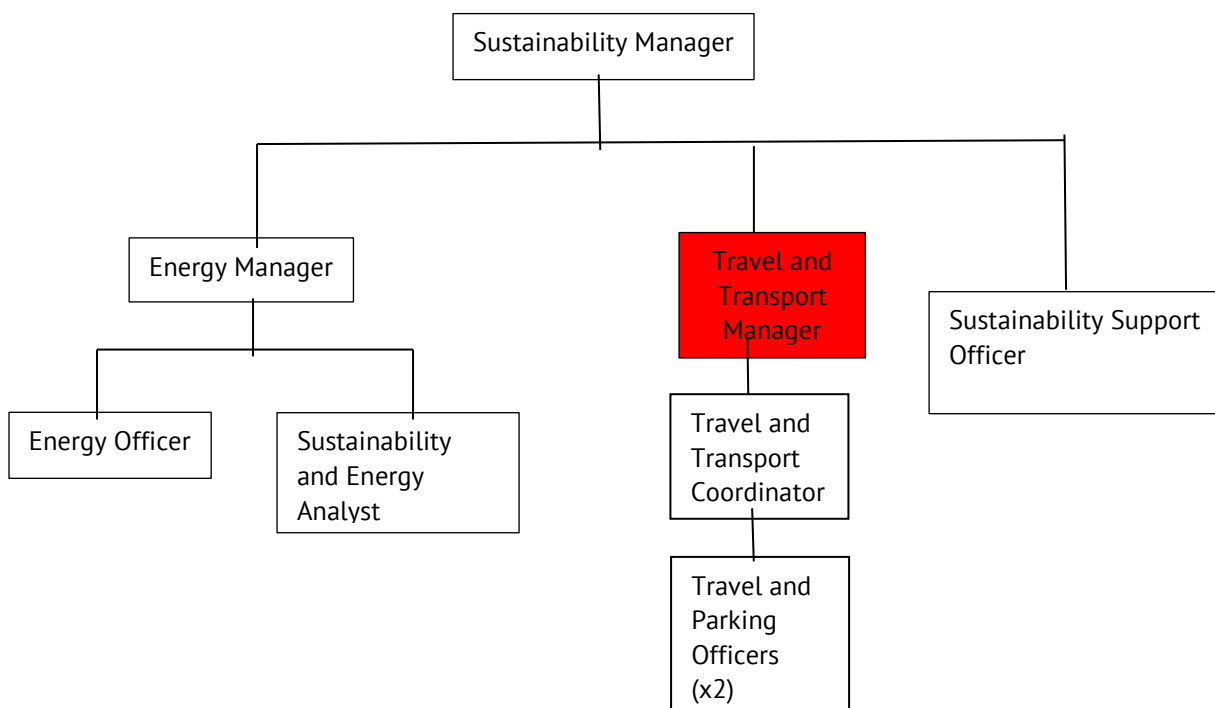 Sustainability Manager
Energy Manager
Travel and
Transport
Manager
Sustainability Support
Officer
Energy Officer
Sustainability
and Energy
Analyst
Travel and
Transport
Coordinator
Travel and
Parking
Officers
(x2)